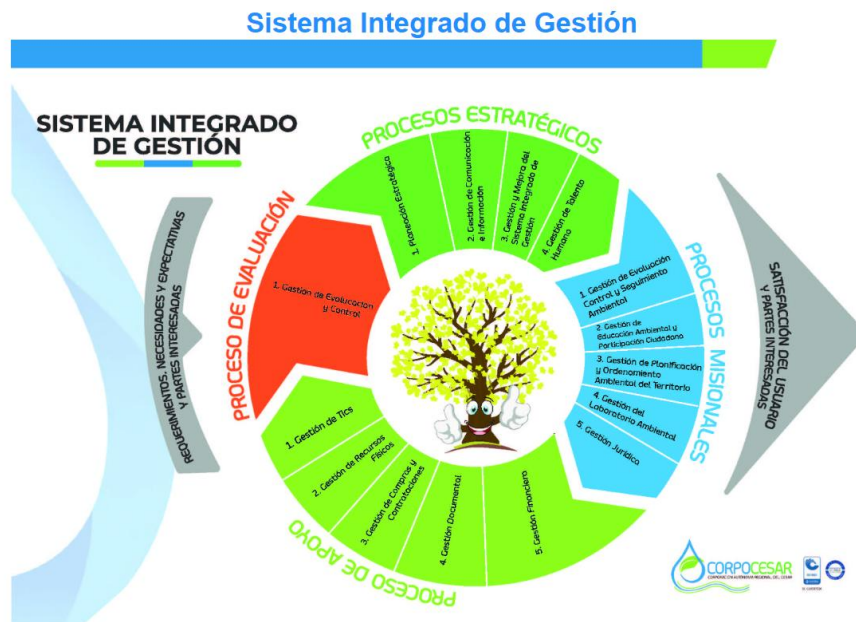 Sistema Integrado de Gestión
SISTEMA INTEGRADO
DE GESTIÓN
REQUERIMIENTOS, NECESIDADES Y EXPECTATIVAS
Y PARTES INTERESADAS
PROCESO DE EVALUACIÓN
1. Gestión de Evaluación
y Control
PROCESOS ESTRATÉGICOS
1. Planeación Estratégica
2. Gestión de Comunicación
e Información
3. Gestión y Mejora del
Sistema Integrado de
Gestión
4. Gestión de Talento
Humano
PROCESOS MISIONALES
1. Gestión de Evaluación
Control y Seguimiento
Ambiental
2. Gestión de
Educación Ambiental y
Participación Ciudadana
3. Gestión de Planificación
y Ordenamiento
Ambiental del Territorio
4. Gestión del
Laboratorio Ambiental
5. Gestión Jurídica
PROCESO DE APOYO
1. Gestión de Tics
2. Gestión de Recursos
Físicos
3. Gestión de Compras y
Contrataciones
4. Gestión Documental
5. Gestión Financiera
SATISFACCIÓN DEL USUARIO
Y PARTES INTERESADAS
CORPOCESAR
CORPORACIÓN AUTÓNOMA REGIONAL DEL CESAR